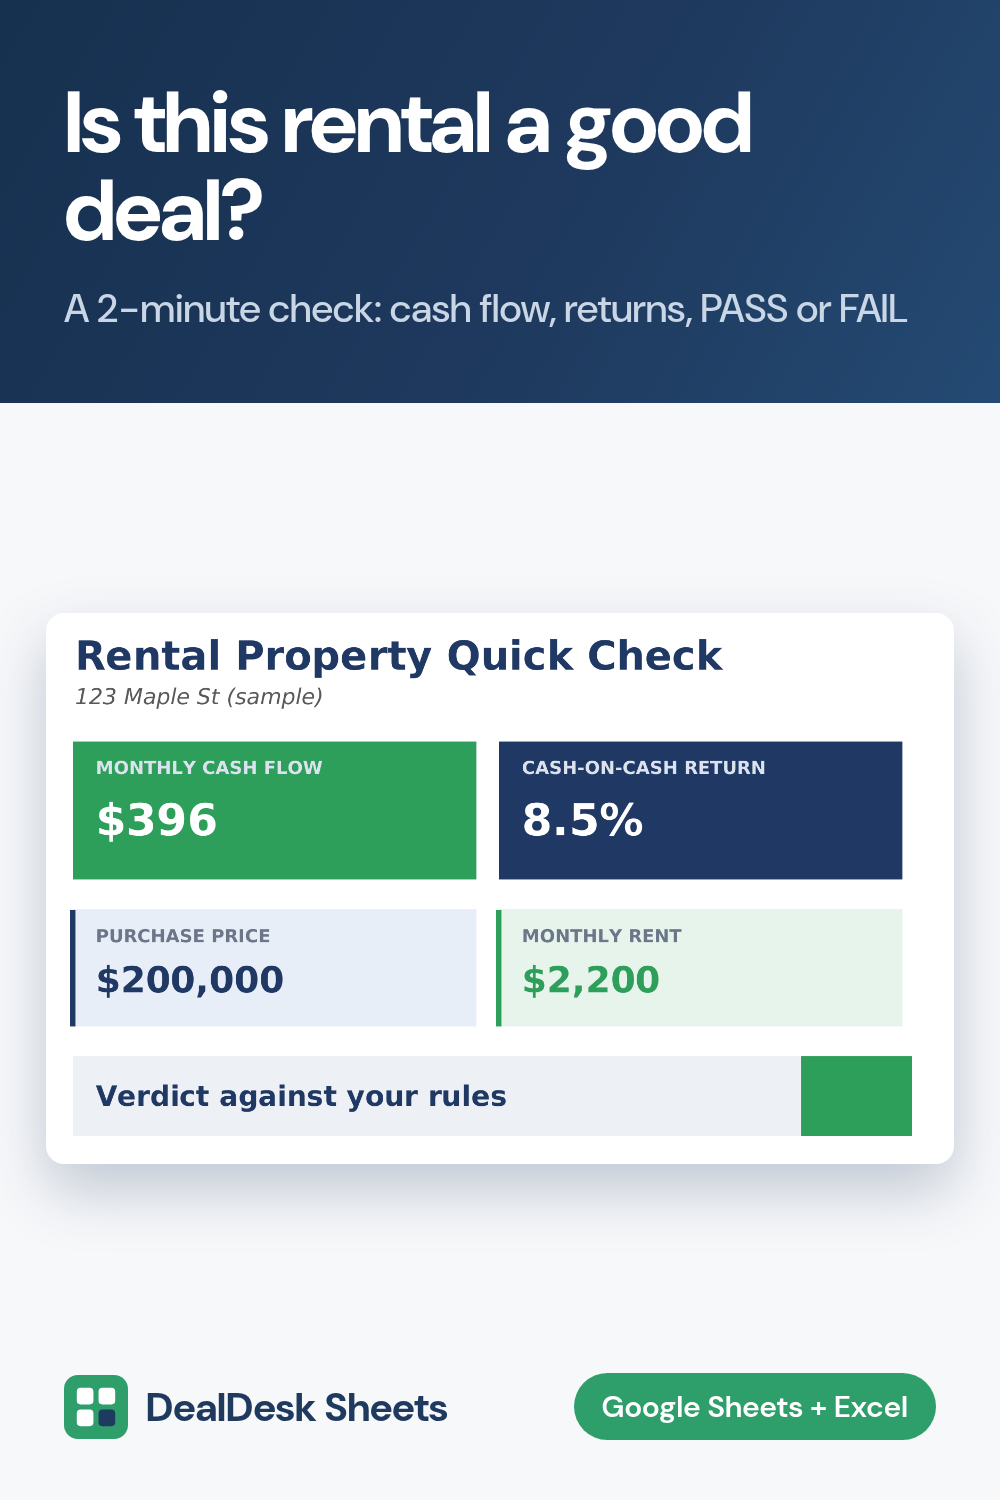 Is this rental a good
deal?
A 2-minute check: cash flow, returns, PASS or FAIL
Rental Property Quick Check
123 Maple St (sample)
MONTHLY CASH FLOW
$396
CASH-ON-CASH RETURN
8.5%
PURCHASE PRICE
$200,000
MONTHLY RENT
$2,200
Verdict against your rules
DealDesk Sheets
Google Sheets + Excel